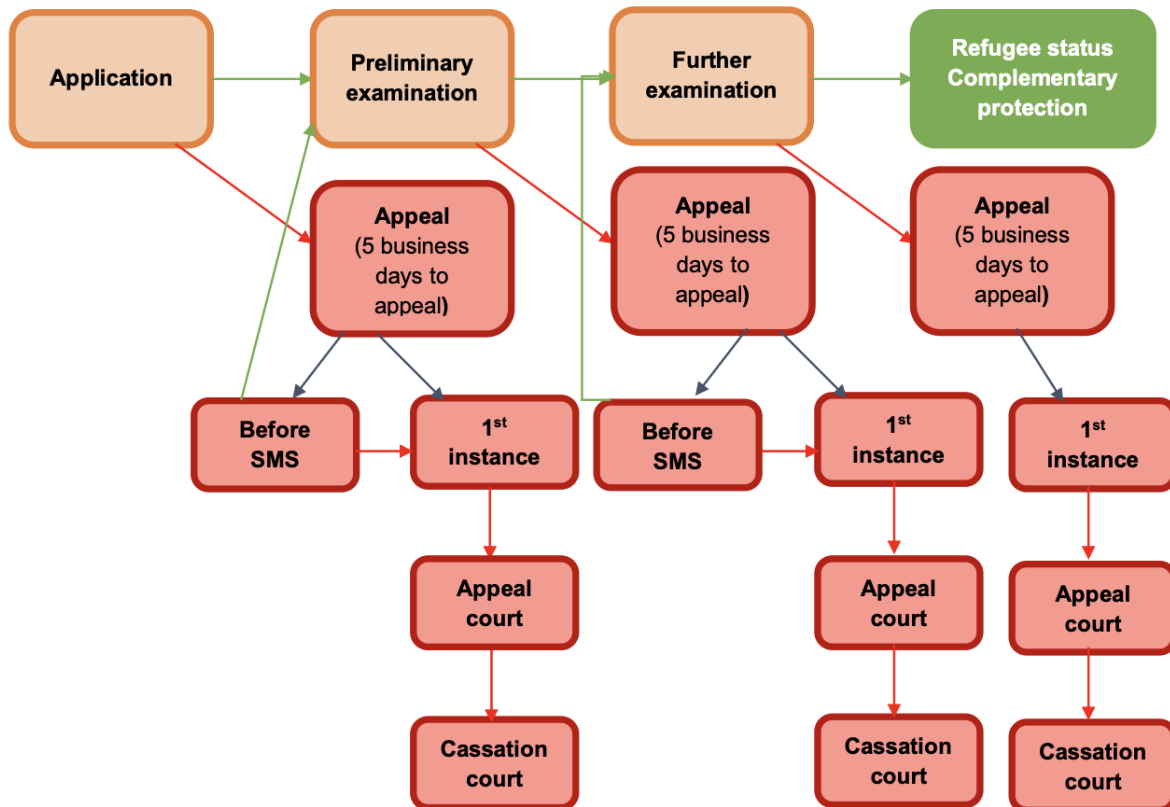 Application
Preliminary
examination
Further
examination
Refugee status
Complementary
protection
Appeal
(5 business
days to
appeal)
Appeal
(5 business
days to
appeal)
Appeal
(5 business
days to
appeal)
Before
SMS
1st
instance
Before
SMS
1st
instance
1st
instance
Appeal
court
Appeal
court
Appeal
court
Cassation
court
Cassation
court
Cassation
court